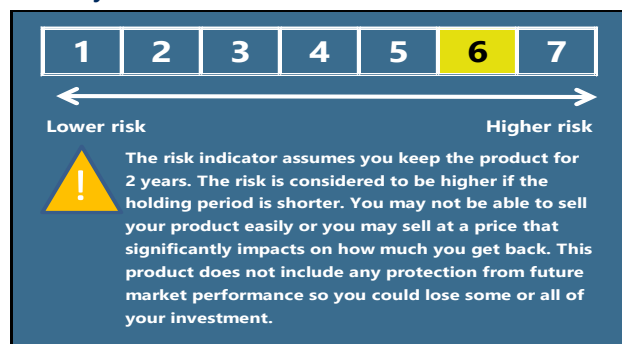 1 2 3 4 5 6 7
Lower risk Higher risk
!
The risk indicator assumes you keep the product for
2 years. The risk is considered to be higher if the
holding period is shorter. You may not be able to sell
your product easily or you may sell at a price that
significantly impacts on how much you get back. This
product does not include any protection from future
market performance so you could lose some or all of
your investment.